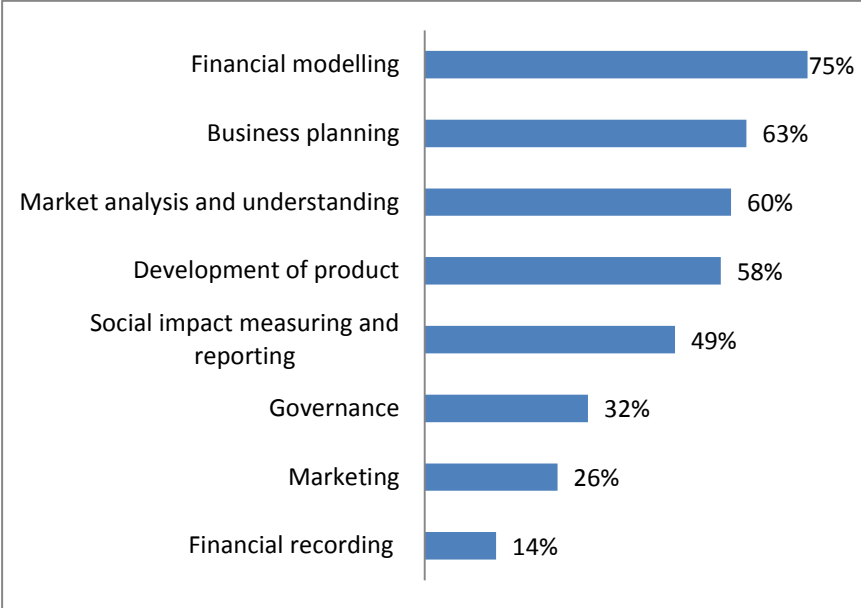 Financial modelling 75%
Business planning 63%
Market analysis and understanding 60%
Development of product 58%
Social impact measuring and
reporting 49%
Governance 32%
Marketing 26%
Financial recording 14%